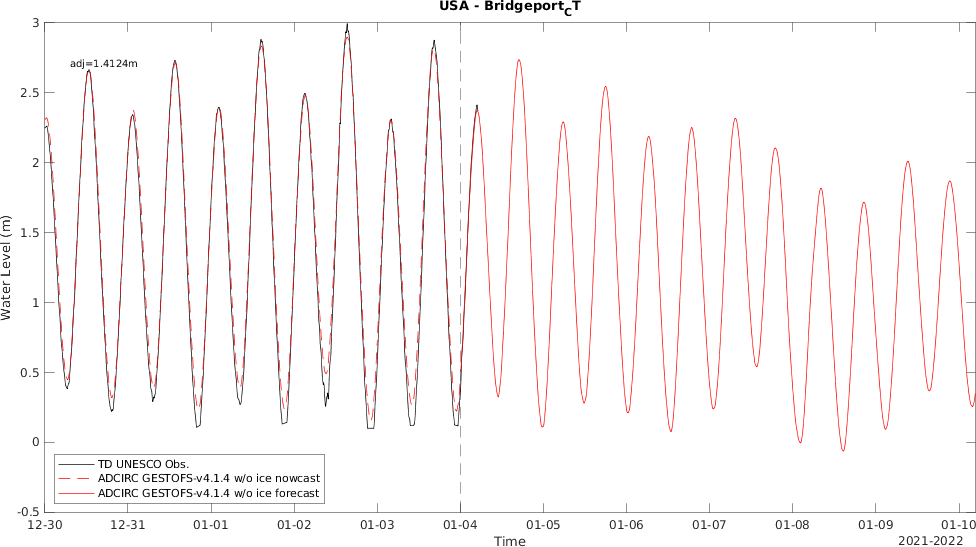 USA - Bridgeport_CT
adj=1.4124m
3
2.5
2
1.5
1
0.5
0
-0.5
Water Level (m)
TD UNESCO Obs.
ADCIRC GESTOFS-v4.1.4 w/o ice nowcast
ADCIRC GESTOFS-v4.1.4 w/o ice forecast
12-30 12-31 01-01 01-02 01-03 01-04 01-05 01-06 01-07 01-08 01-09 01-10
Time
2021-2022